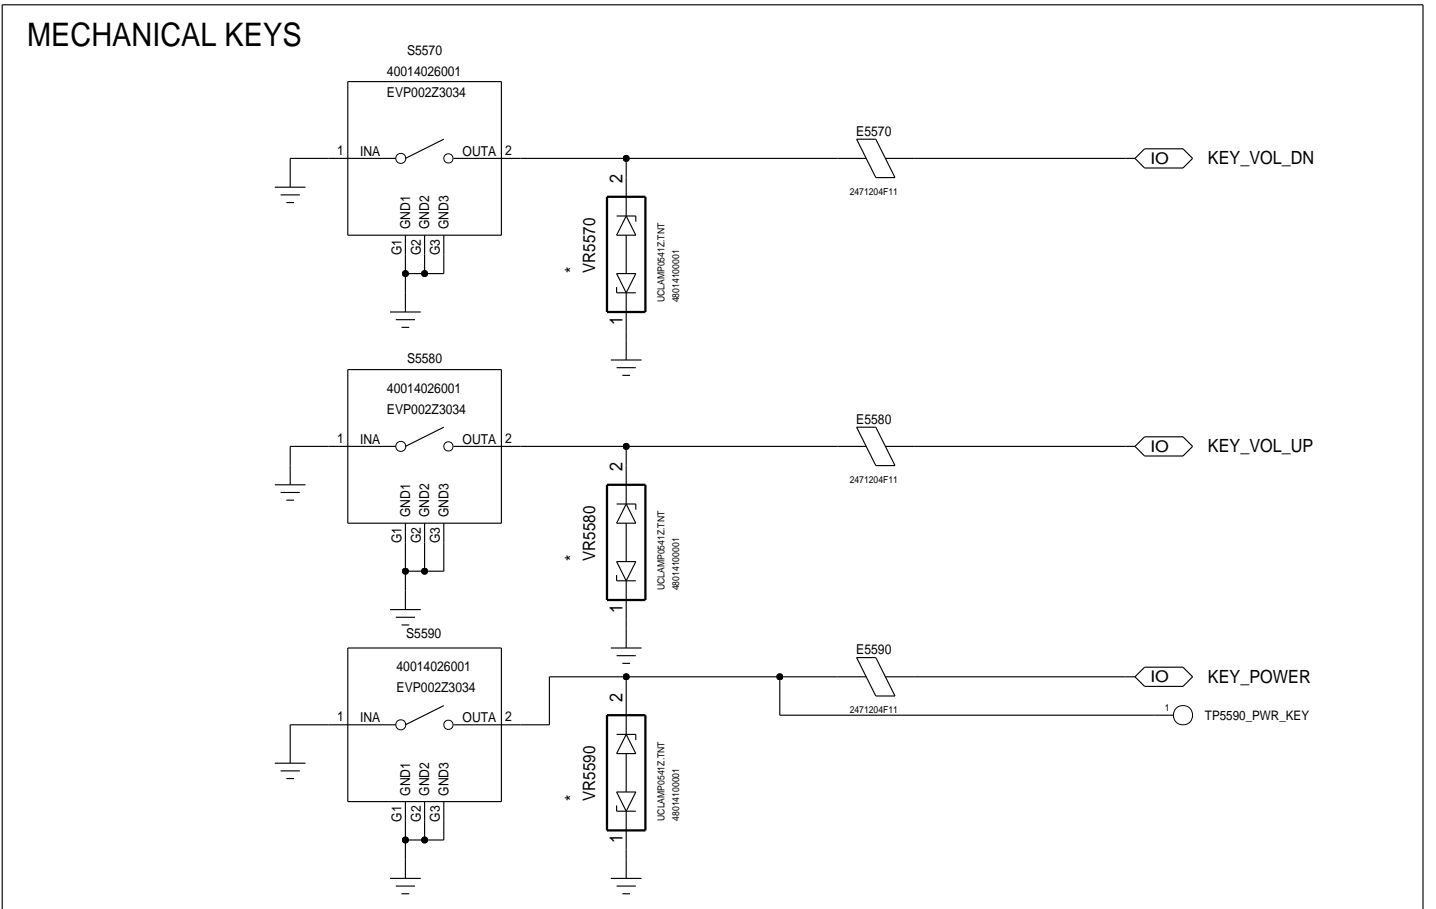 MECHANICAL KEYS
S5570
40014026001
EVP002Z3034
1 INA OUTA 2
GND1
GND2
GND3
G1
G2
G3
2
VR5570
*
UCLAMP0541Z.TNT
48014100001
1
E5570
2471204F11
IO KEY_VOL_DN
S5580
40014026001
EVP002Z3034
1 INA OUTA 2
GND1
GND2
GND3
G1
G2
G3
2
VR5580
*
UCLAMP0541Z.TNT
48014100001
1
E5580
2471204F11
IO KEY_VOL_UP
S5590
40014026001
EVP002Z3034
1 INA OUTA 2
GND1
GND2
GND3
G1
G2
G3
2
VR5590
*
UCLAMP0541Z.TNT
48014100001
1
E5590
2471204F11
IO KEY_POWER
1 TP5590_PWR_KEY